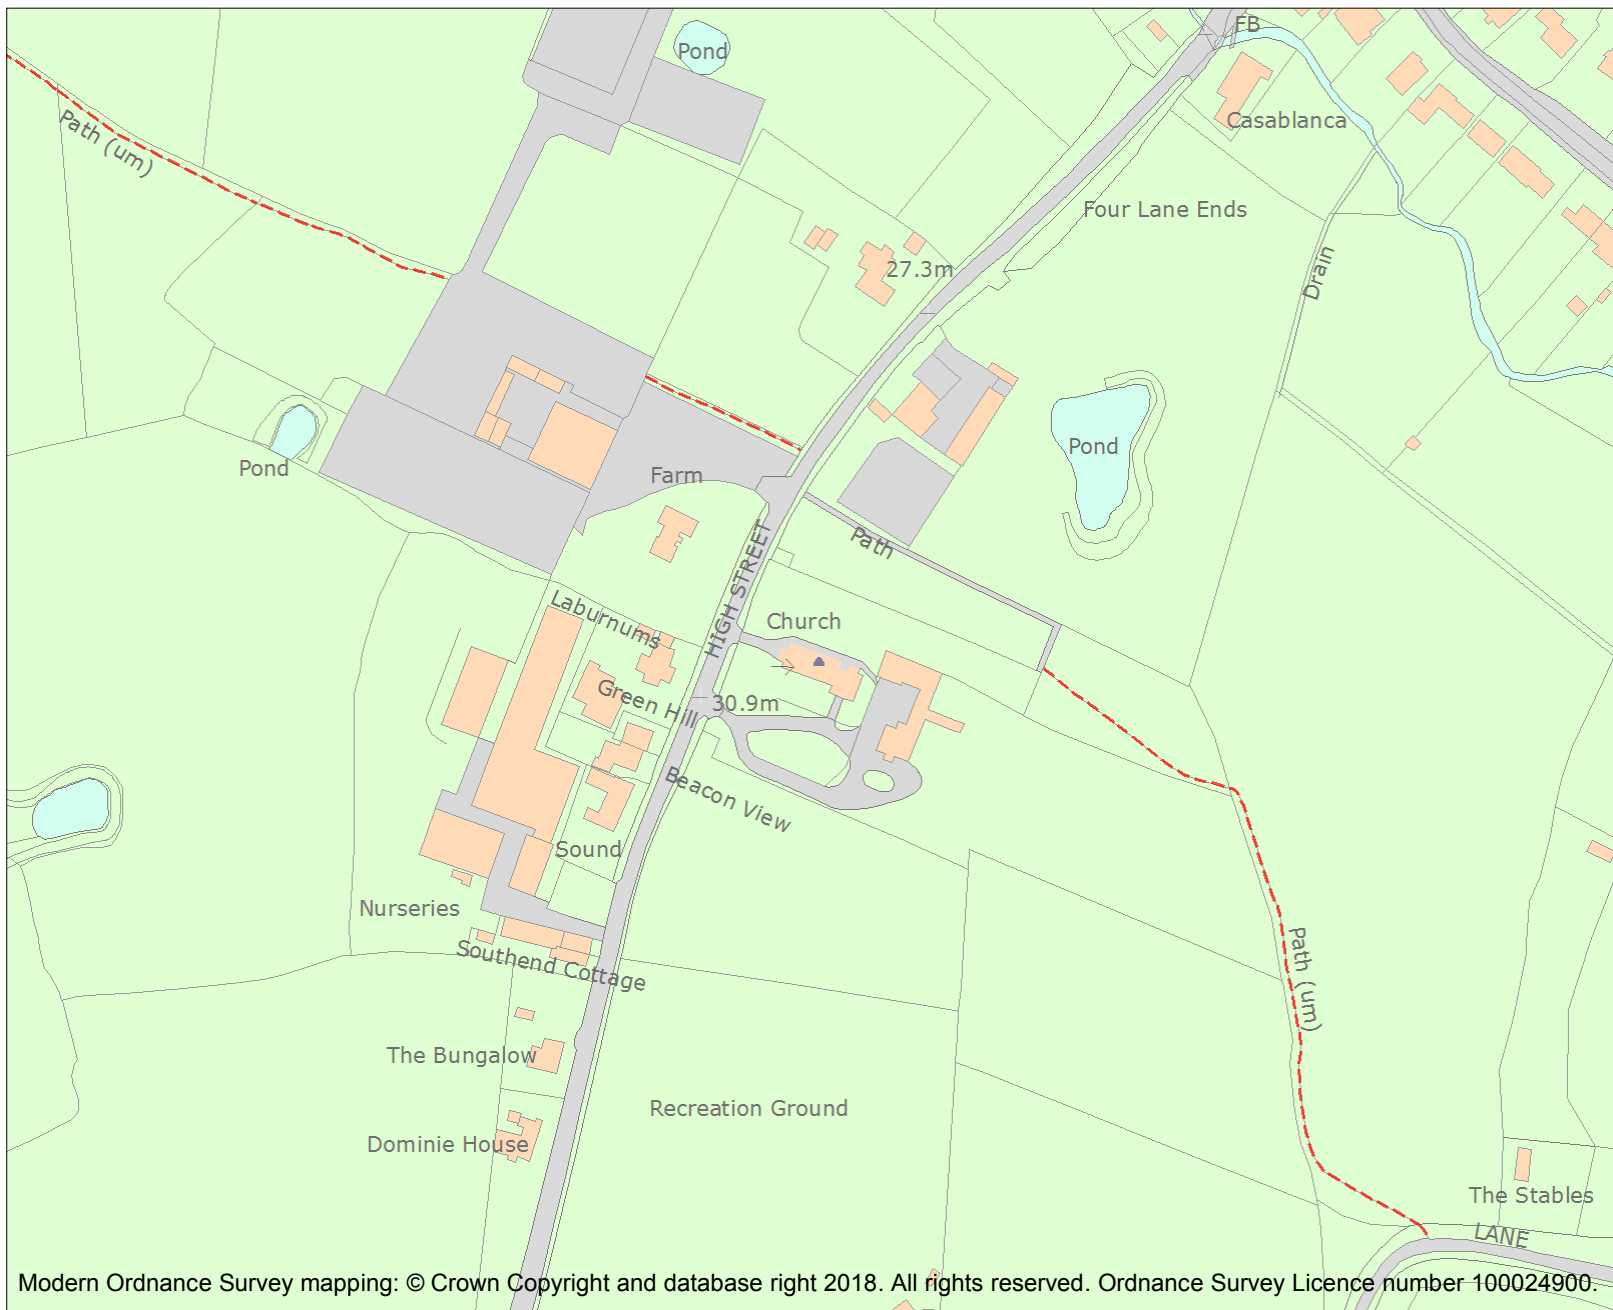 FB
Pond
Casablanca
Path (um)
Four Lane Ends
27.3m
Drain
Pond
Pond
Farm
HIGH STREET
Path
Laburnums
Church
Green Hill
30.9m
Beacon View
Sound
Nurseries
Southend Cottage
Path (um)
The Bungalow
Recreation Ground
Dominie House
The Stables
LANE
Modern Ordnance Survey mapping: © Crown Copyright and database right 2018. All rights reserved. Ordnance Survey Licence number 100024900.